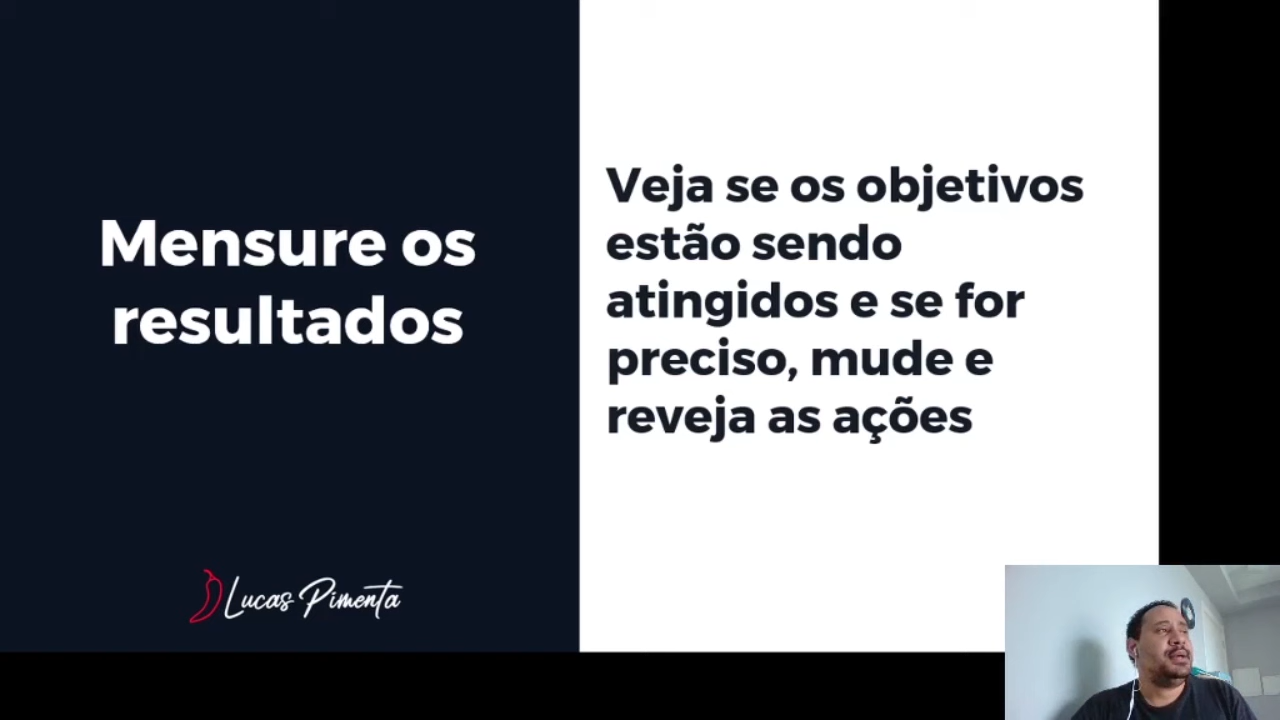 Mensure os
resultados
Veja se os objetivos
estão sendo
atingidos e se for
preciso, mude e
reveja as ações
Lucas Pimenta